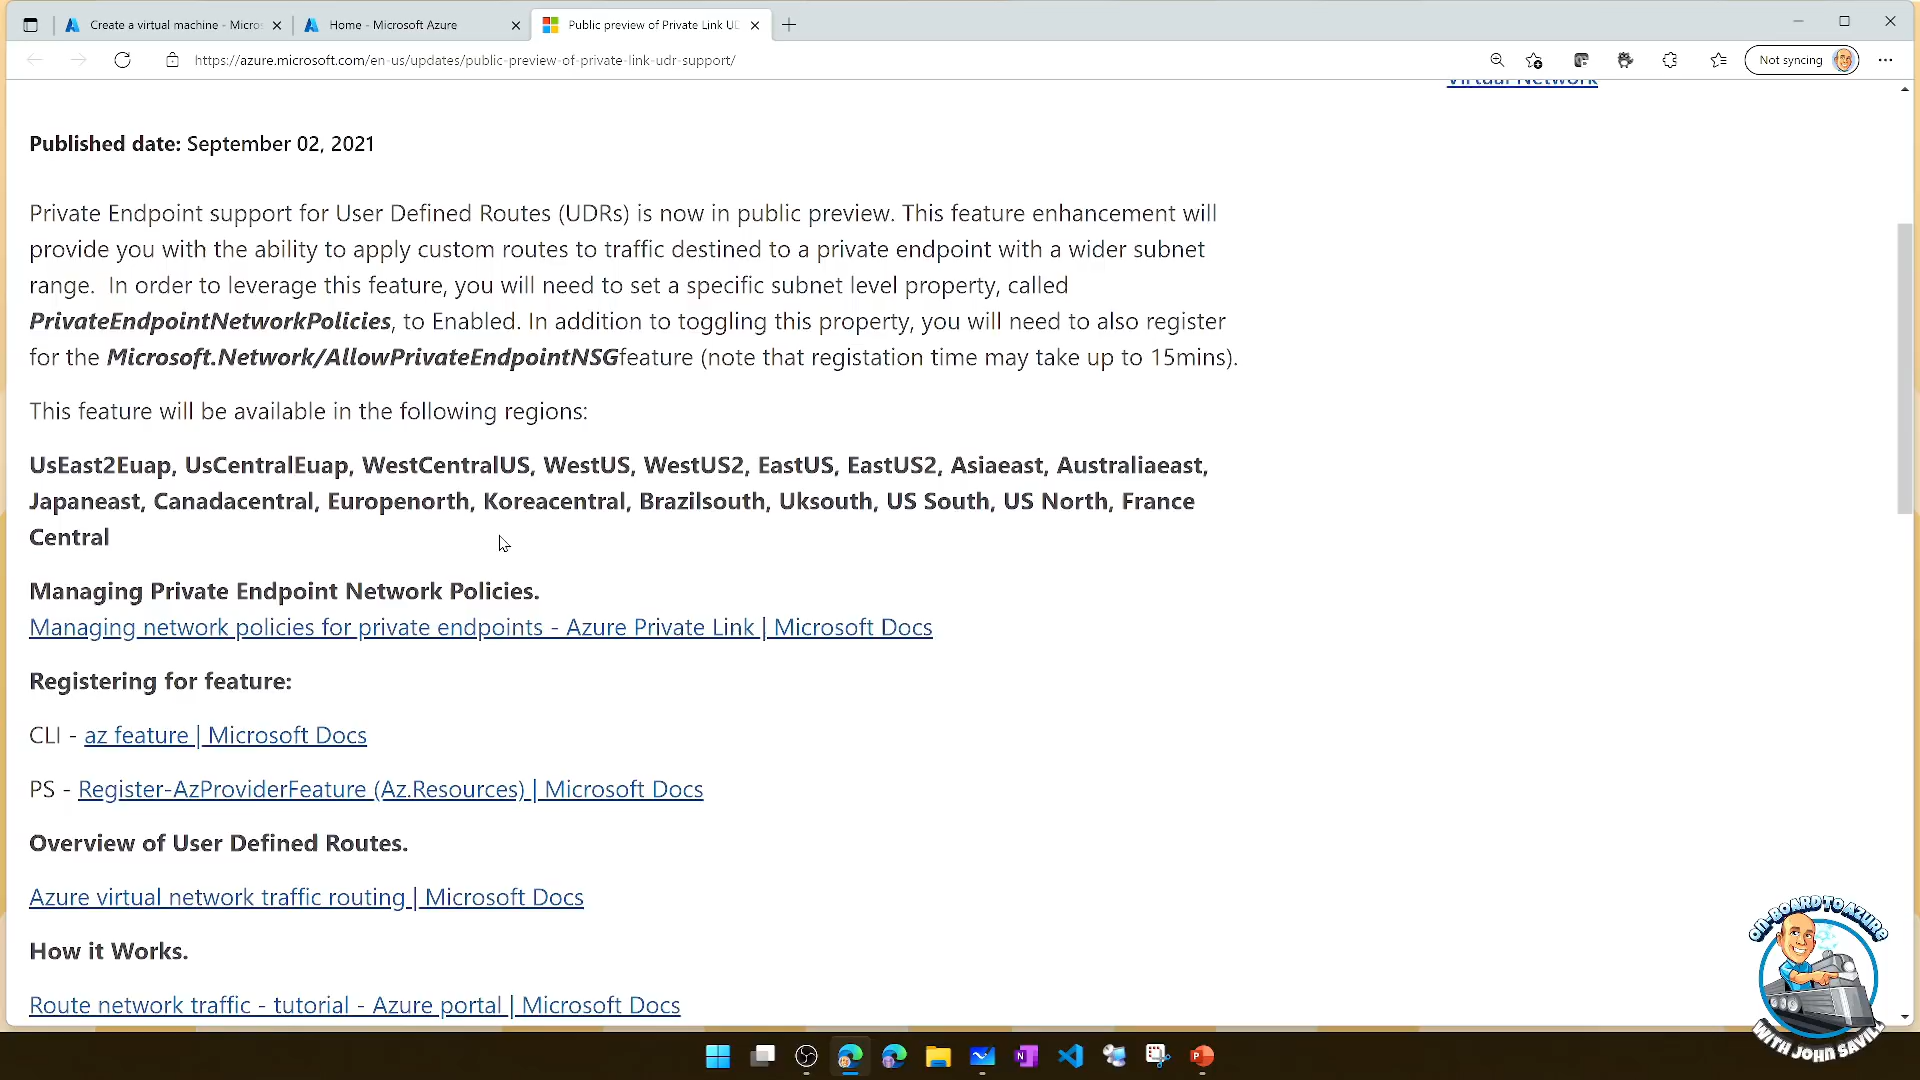 Create a virtual machine - Micros
Home - Microsoft Azure
Public preview of Private Link UD
https://azure.microsoft.com/en-us/updates/public-preview-of-private-link-udr-support/
Not syncing
Virtual Network
Published date: September 02, 2021
Private Endpoint support for User Defined Routes (UDRs) is now in public preview. This feature enhancement will
provide you with the ability to apply custom routes to traffic destined to a private endpoint with a wider subnet
range.  In order to leverage this feature, you will need to set a specific subnet level property, called
PrivateEndpointNetworkPolicies, to Enabled. In addition to toggling this property, you will need to also register
for the Microsoft.Network/AllowPrivateEndpointNSGfeature (note that registation time may take up to 15mins).
This feature will be available in the following regions:
UsEast2Euap, UsCentralEuap, WestCentralUS, WestUS, WestUS2, EastUS, EastUS2, Asiaeast, Australiaeast,
Japaneast, Canadacentral, Europenorth, Koreacentral, Brazilsouth, Uksouth, US South, US North, France
Central
Managing Private Endpoint Network Policies.
Managing network policies for private endpoints - Azure Private Link | Microsoft Docs
Registering for feature:
CLI - az feature | Microsoft Docs
PS - Register-AzProviderFeature (Az.Resources) | Microsoft Docs
Overview of User Defined Routes.
Azure virtual network traffic routing | Microsoft Docs
How it Works.
Route network traffic - tutorial - Azure portal | Microsoft Docs
ON-BOARD TO AZURE
WITH JOHN SAVILL